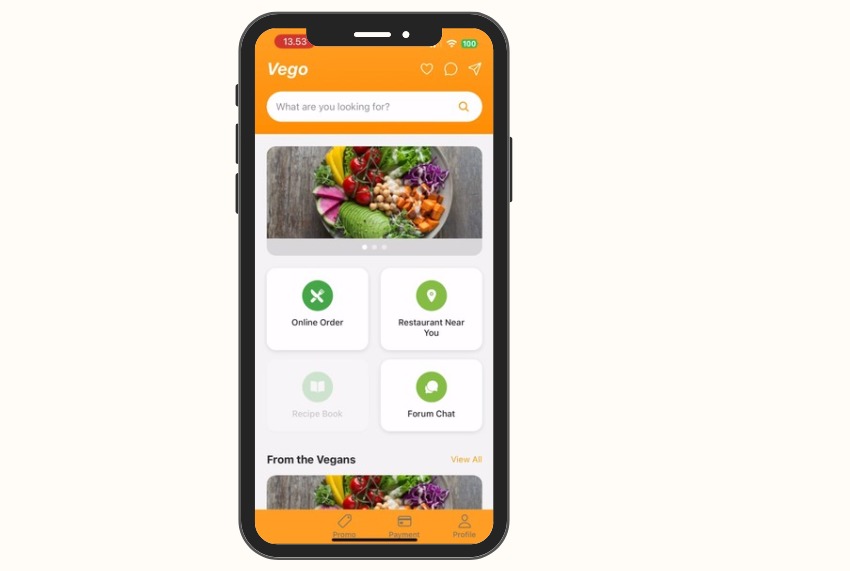 13.53
100
Vego
What are you looking for?
Online Order
Restaurant Near
You
Recipe Book
Forum Chat
From the Vegans
View All
Promo
Payment
Profile